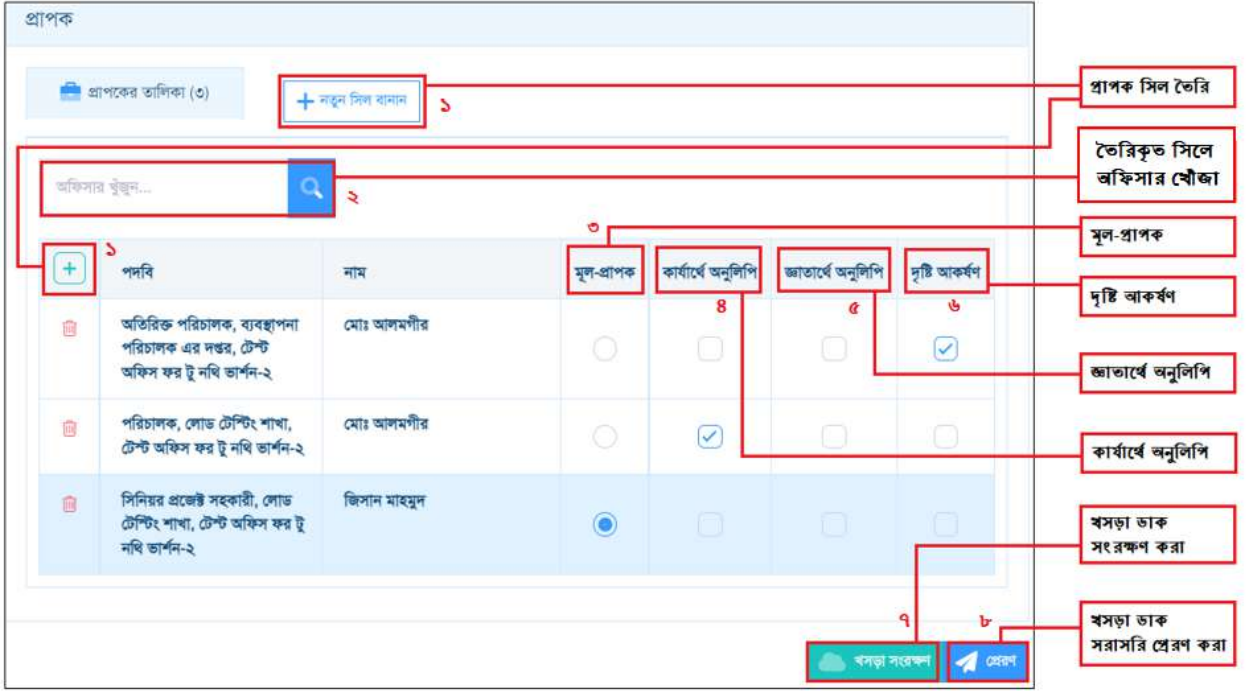 প্রাপক
প্রাপকের তালিকা (৩)
+ নতুন সিল বানান
১
প্রাপক সিল তৈরি
অফিসার খুঁজুন...
২
তৈরিকৃত সিলে
অফিসার খোঁজা
১
পদবি
নাম
৩
মূল-প্রাপক
কার্যার্থে অনুলিপি
জ্ঞাতার্থে অনুলিপি
দৃষ্টি আকর্ষণ
৪
৫
৬
মূল-প্রাপক
দৃষ্টি আকর্ষণ
অতিরিক্ত পরিচালক, ব্যবস্থাপনা
পরিচালক এর দপ্তর, টেস্ট
অফিস ফর টু নথি ভার্শন-২
মোঃ আলমগীর
জ্ঞাতার্থে অনুলিপি
পরিচালক, লোড টেস্টিং শাখা,
টেস্ট অফিস ফর টু নথি ভার্শন-২
মোঃ আলমগীর
কার্যার্থে অনুলিপি
সিনিয়র প্রজেক্ট সহকারী, লোড
টেস্টিং শাখা, টেস্ট অফিস ফর টু
নথি ভার্শন-২
জিসান মাহমুদ
খসড়া ডাক
সংরক্ষণ করা
৭
৮
খসড়া সংরক্ষণ
প্রেরণ
খসড়া ডাক
সরাসরি প্রেরণ করা